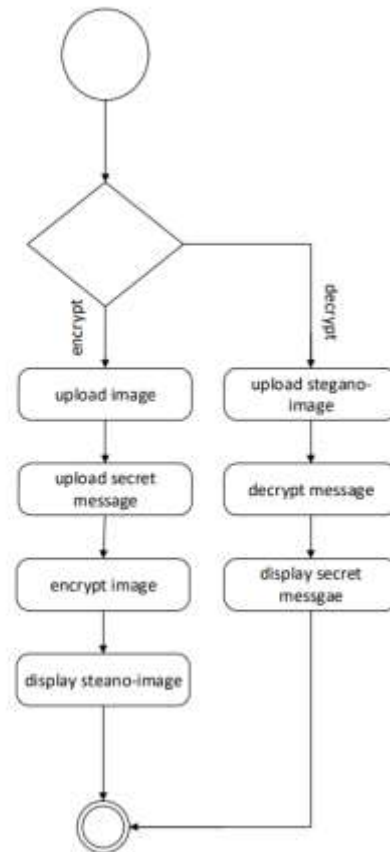 encrypt
decrypt
upload image
upload stegano-
image
upload secret
message
decrypt message
encrypt image
display secret
messgae
display steano-image